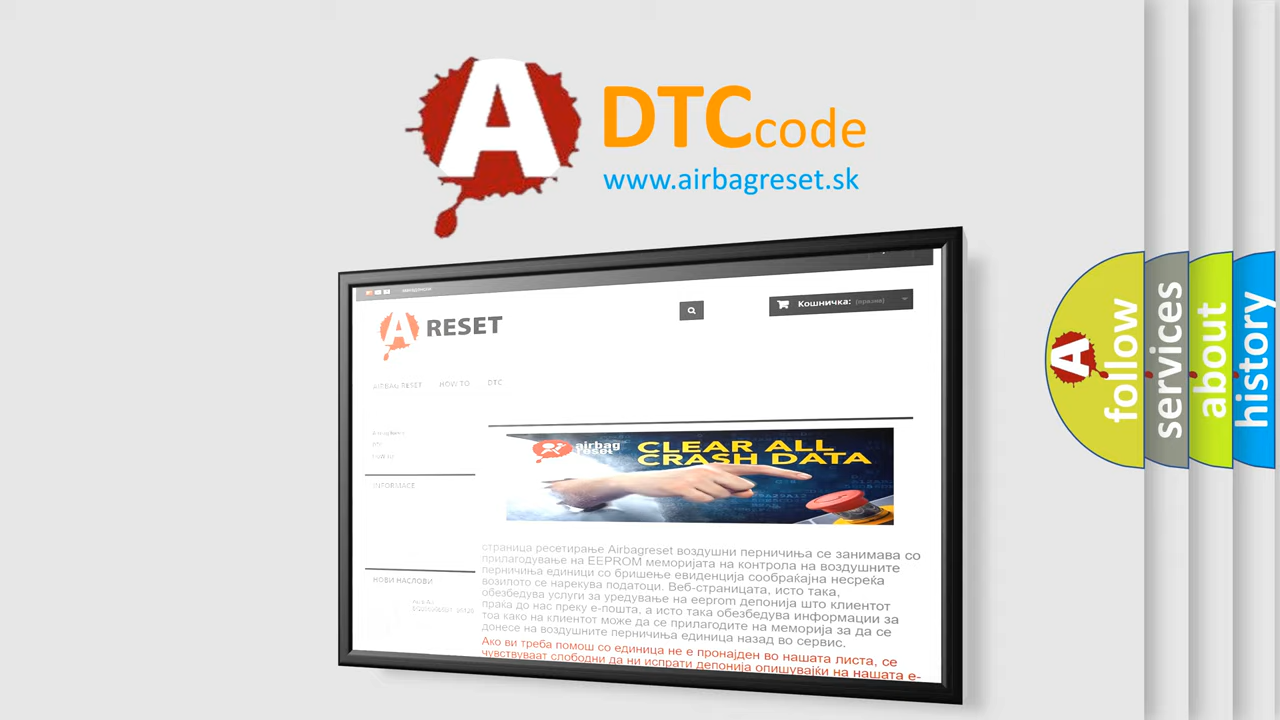 A DTCcode
www.airbagreset.sk
Кошничка: (празна)
A RESET
AIRBAG RESET HOW TO DTC
INFORMACE
airbag
reset
CLEAR ALL
CRASH DATA
страница ресетирање Airbagreset воздушни перничиња се занимава со
прилагодување на EEPROM меморијата на контрола на воздушните
перничиња единици со бришење евиденција сообраќајна несреќа
возилото се нарекува податоци. Веб-страницата, исто така,
обезбедува услуги за уредување на eeprom депонија што клиентот
праќа до нас преку е-пошта, а исто така обезбедува информации за
тоа како на клиентот може да се прилагодите на меморија за да се
донесе на воздушните перничиња единица назад во сервис.
Ако ви треба помош со единица не е пронајден во нашата листа, се
чувствуваат слободни да ни испрати депонија опишувајќи на нашата е-
НОВИ НАСЛОВИ
A follow
services
about
history